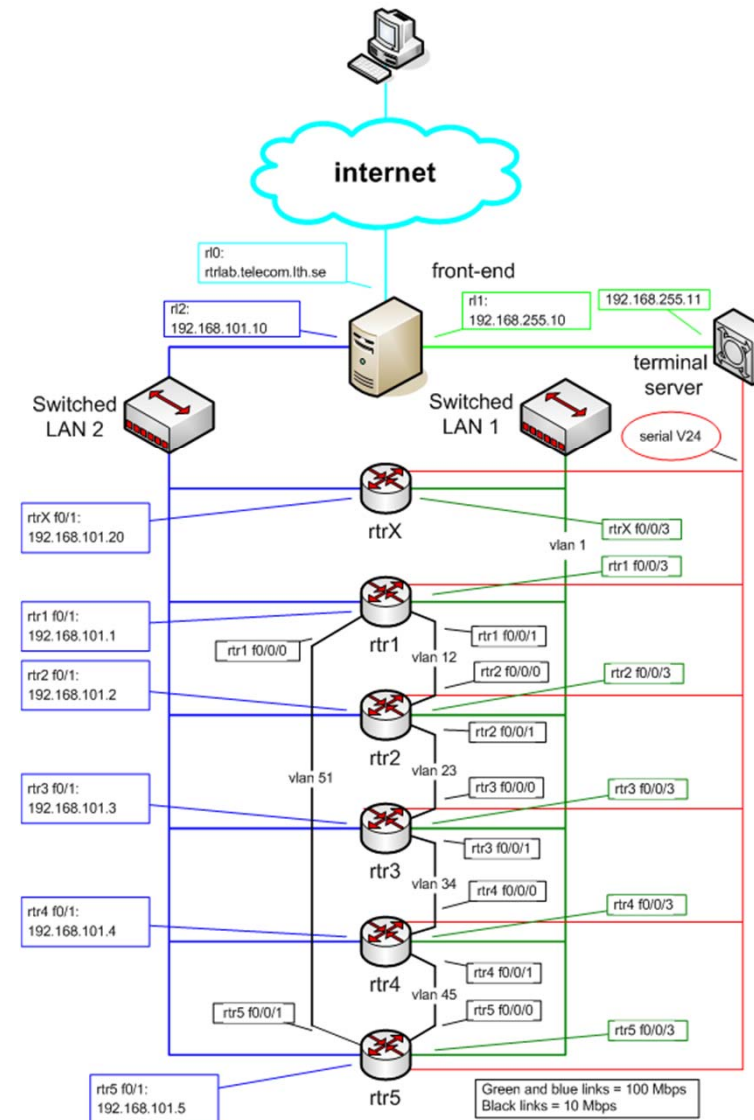 internet
rl0:
rtrlab.telecom.lth.se
front-end
rl2:
192.168.101.10
rl1:
192.168.255.10
192.168.255.11
terminal
server
Switched
LAN 2
Switched
LAN 1
serial V24
rtrX f0/1:
192.168.101.20
rtrX
rtrX f0/0/3
vlan 1
rtr1 f0/0/3
rtr1 f0/1:
192.168.101.1
rtr1 f0/0/0
rtr1
rtr1 f0/0/1
vlan 12
rtr2 f0/0/0
rtr2 f0/0/3
rtr2 f0/1:
192.168.101.2
rtr2
rtr2 f0/0/1
vlan 51
vlan 23
rtr3 f0/0/0
rtr3 f0/0/3
rtr3 f0/1:
192.168.101.3
rtr3
rtr3 f0/0/1
vlan 34
rtr4 f0/0/0
rtr4 f0/0/3
rtr4 f0/1:
192.168.101.4
rtr4
rtr4 f0/0/1
vlan 45
rtr5 f0/0/1
rtr5 f0/0/0
rtr5 f0/0/3
rtr5 f0/1:
192.168.101.5
rtr5
Green and blue links = 100 Mbps
Black links = 10 Mbps